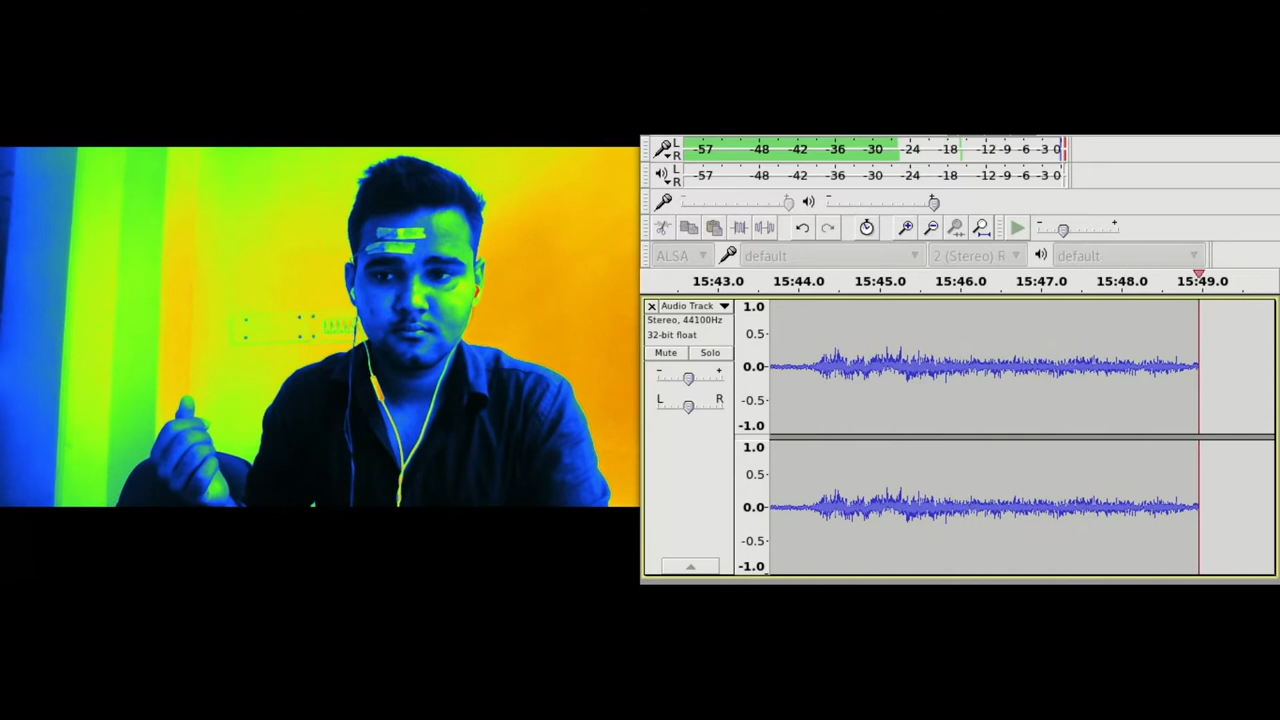 L
R
-57 -48 -42 -36 -30 -24 -18 -12 -9 -6 -3 0
L
R
-57 -48 -42 -36 -30 -24 -18 -12 -9 -6 -3 0
- + - +
- +
ALSA default 2 (Stereo) R default
15:43.0 15:44.0 15:45.0 15:46.0 15:47.0 15:48.0 15:49.0
Audio Track
Stereo, 44100Hz
32-bit float
Mute Solo
- +
L R
1.0
0.5-
0.0-
-0.5-
-1.0
1.0
0.5-
0.0-
-0.5-
-1.0